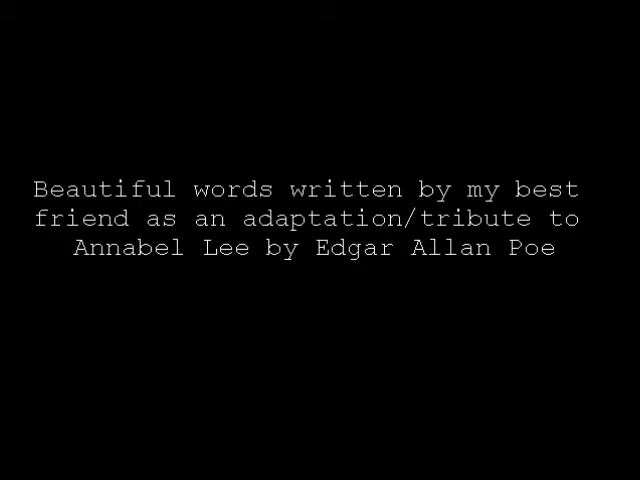 Beautiful words written by my best
friend as an adaptation/tribute to
Annabel Lee by Edgar Allan Poe